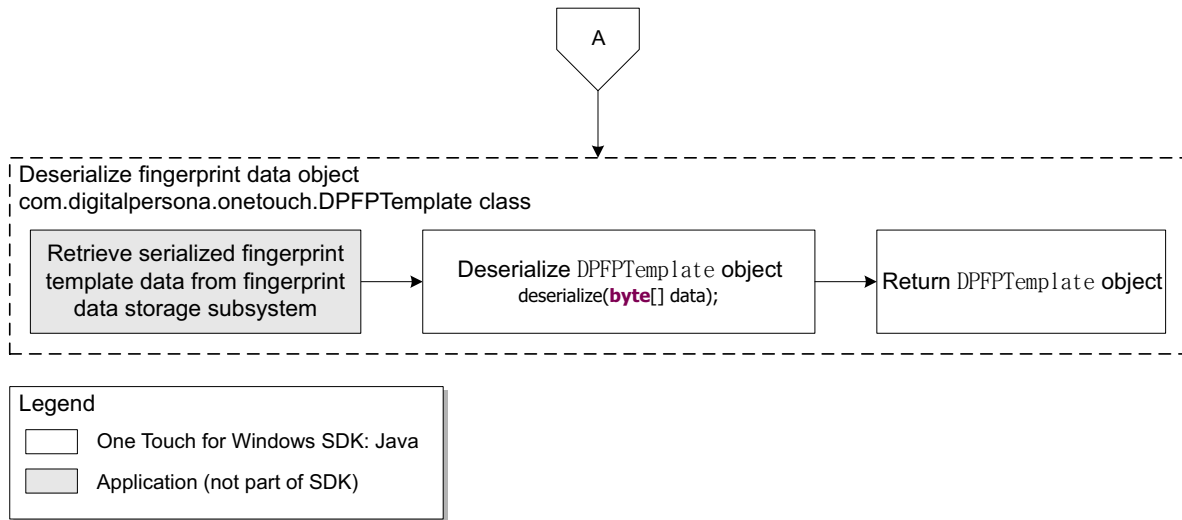 A
Deserialize fingerprint data object
com.digitalpersona.onetouch.DPFPTemplate class
Retrieve serialized fingerprint
template data from fingerprint
data storage subsystem
Deserialize DPFPTemplate object
deserialize(byte[] data);
Return DPFPTemplate object
Legend
One Touch for Windows SDK: Java
Application (not part of SDK)